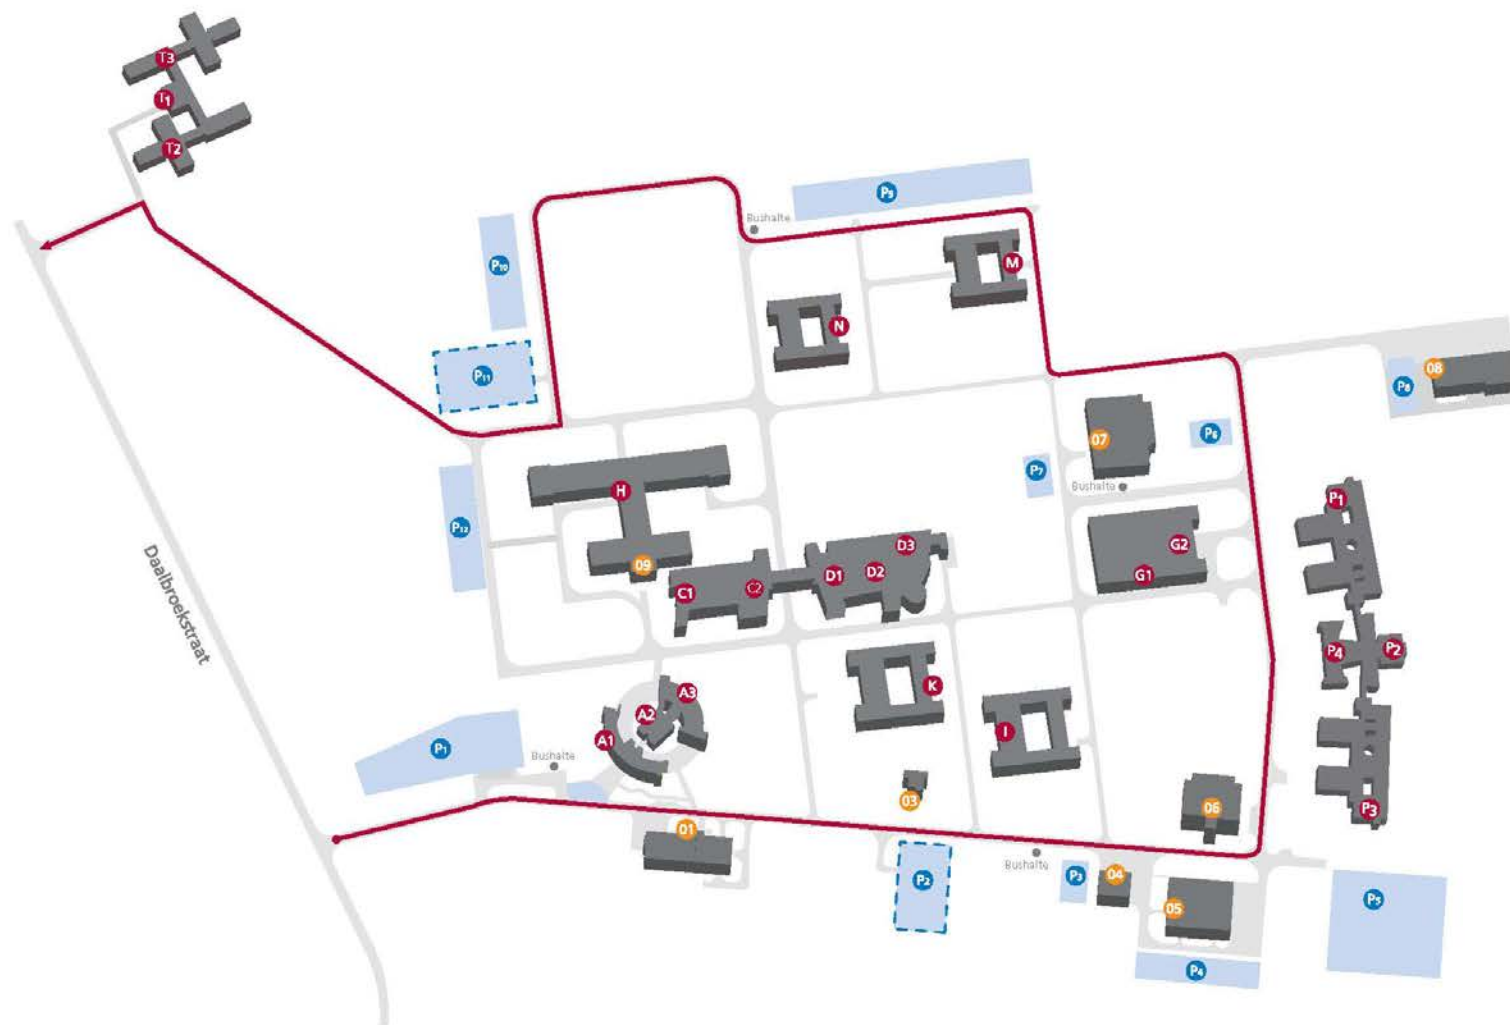 T3
T1
T2
P9
Bushalte
P10
M
N
P11
08
P8
07
P6
P7
Bushalte
H
P12
P1
D3
G2
09
D1
D2
G1
C1
C2
Daalbroekstraat
P4
P2
K
A3
A2
A1
I
P1
Bushalte
03
06
P3
01
Bushalte
P2
P3
04
05
P5
P4